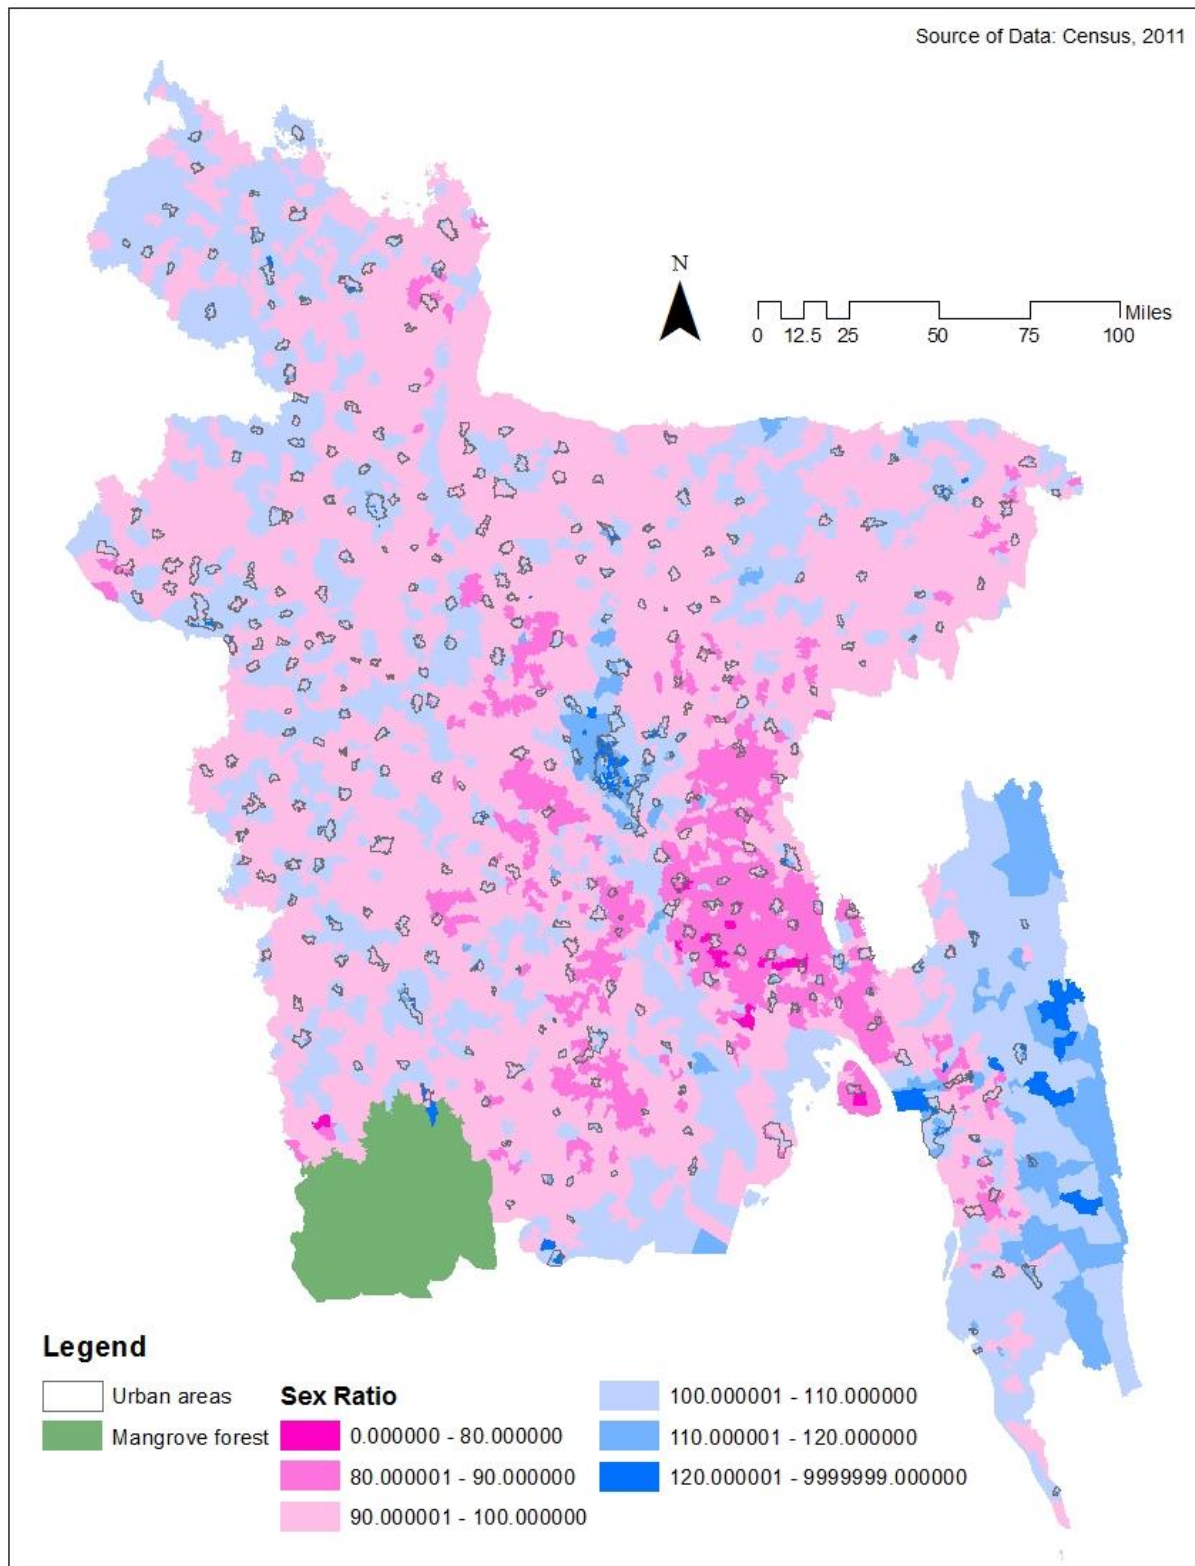 Source of Data: Census, 2011
N
Miles
0 12.5 25 50 75 100
Legend
Urban areas
Mangrove forest
Sex Ratio
0.000000 - 80.000000
80.000001 - 90.000000
90.000001 - 100.000000
100.000001 - 110.000000
110.000001 - 120.000000
120.000001 - 9999999.000000